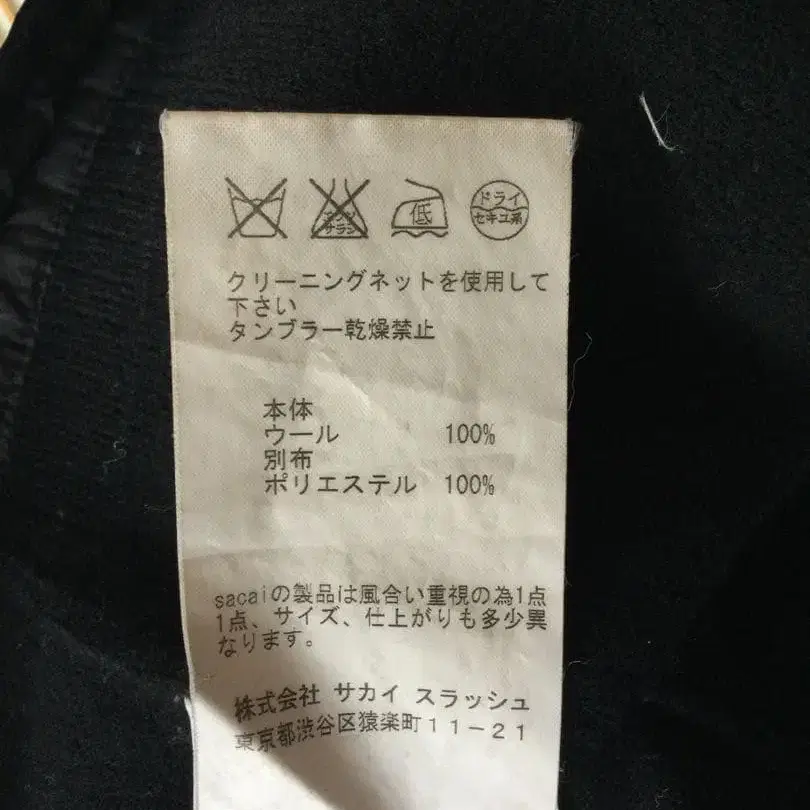 低
ドライ
セキユ系
クリーニングネットを使用して
下さい
タンブラー乾燥禁止
本体
ウール 100%
別布
ポリエステル 100%
sacaiの製品は風合い重視の為1点
1点、サイズ、仕上がりも多少異
なります。
株式会社 サカイ スラッシュ
東京都渋谷区猿楽町11-21